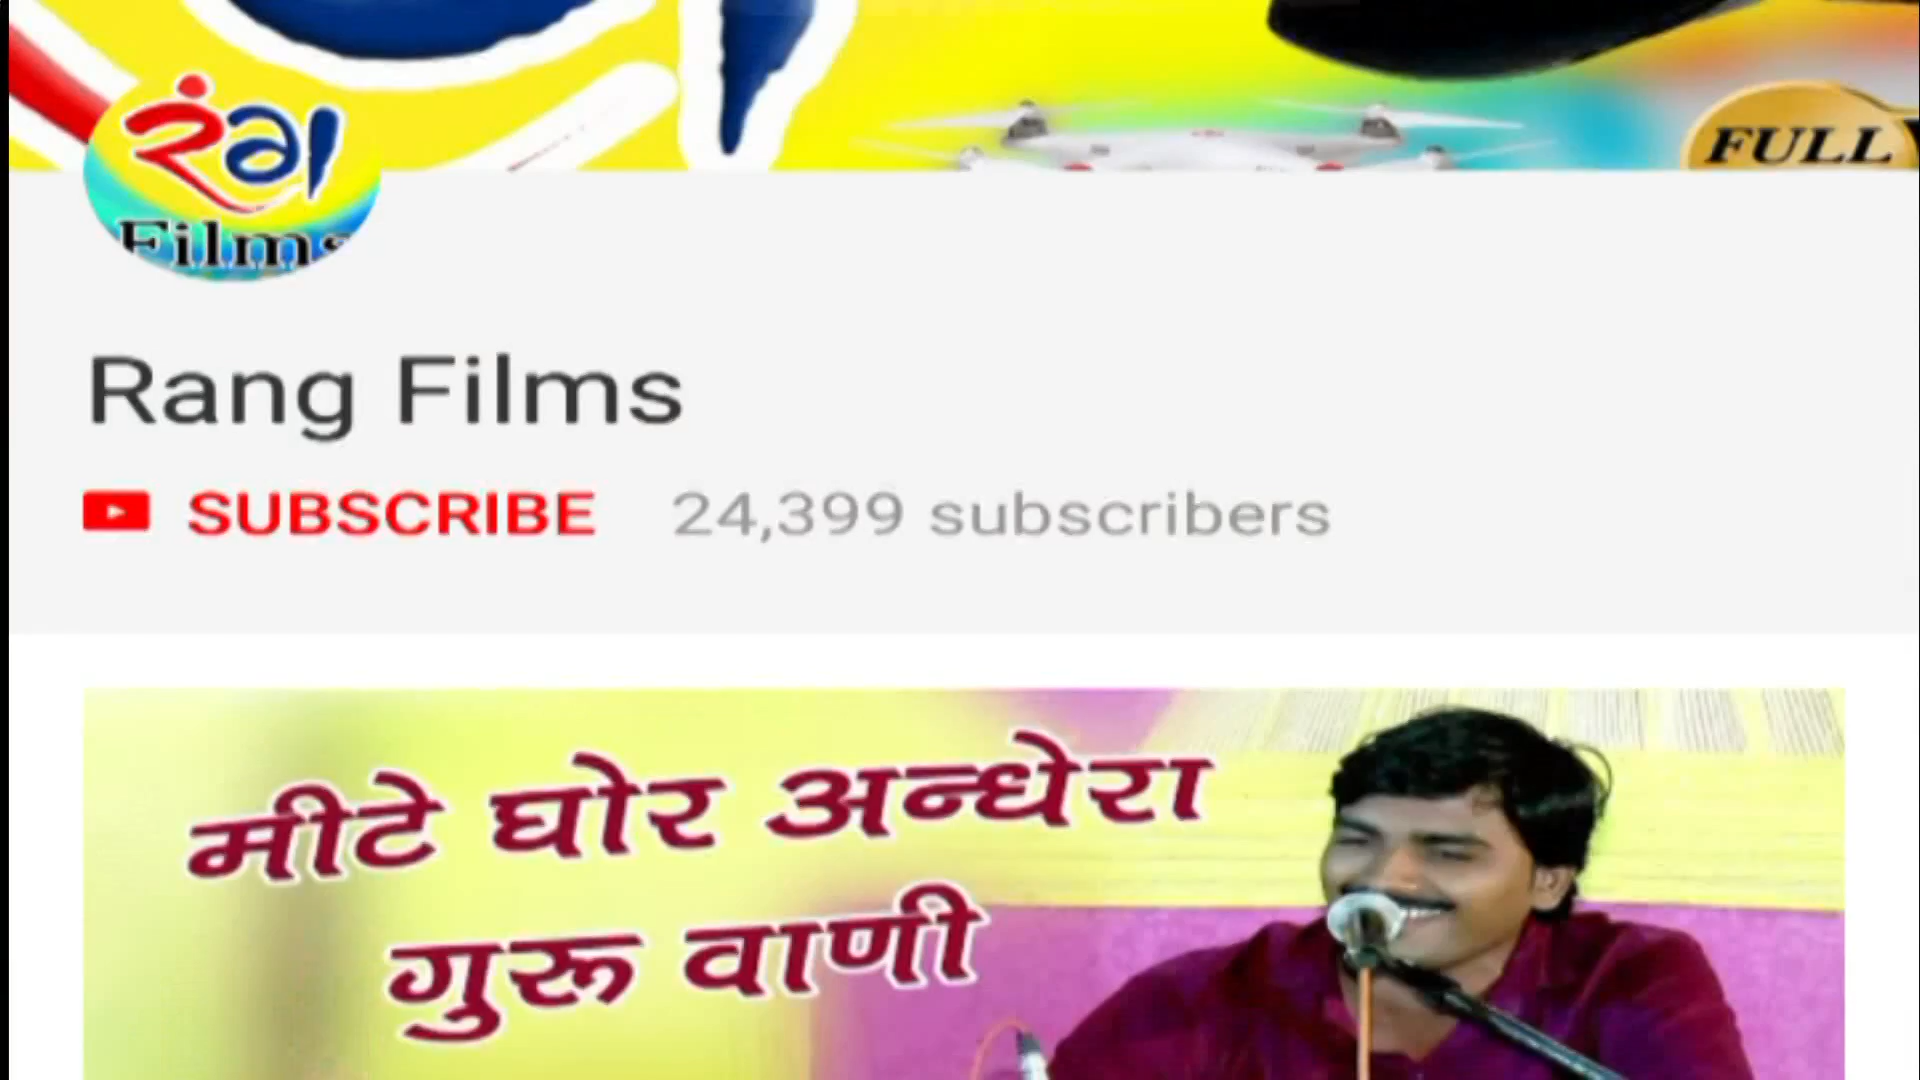 FULL
रंग
Films
Rang Films
SUBSCRIBE 24,399 subscribers
मीटे घोर अन्धेरा
गुरू वाणी